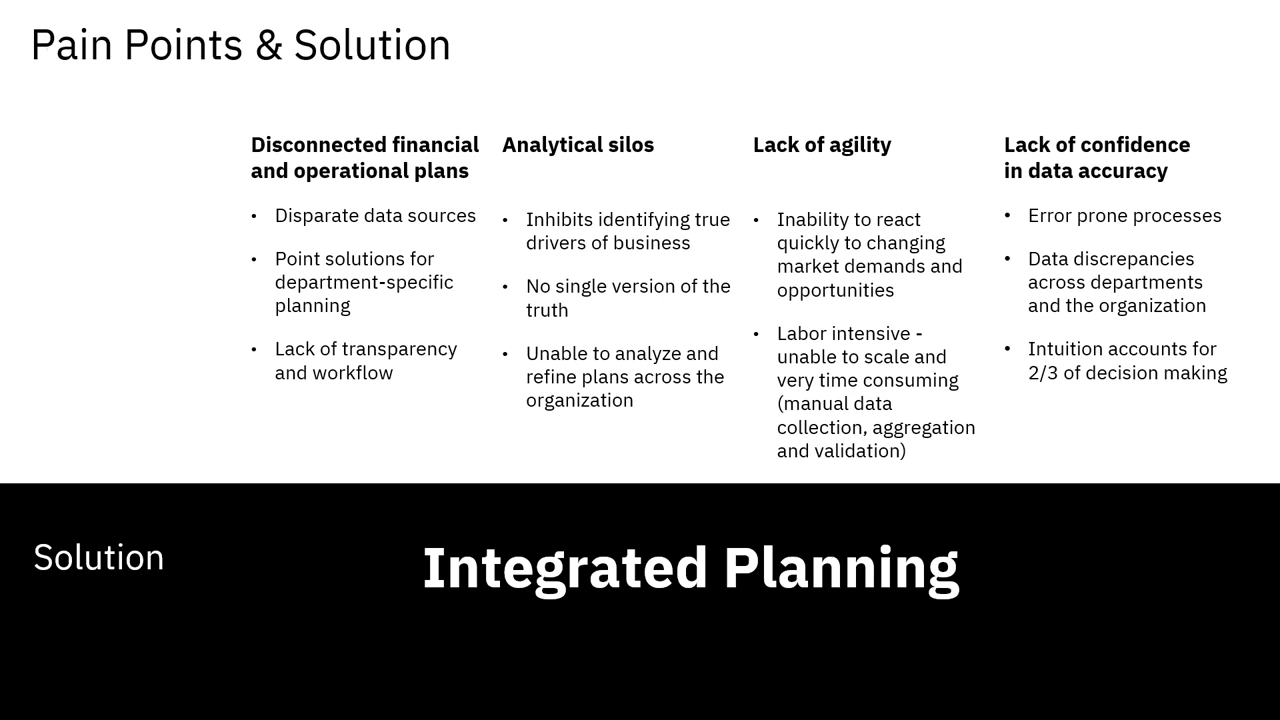 Pain Points & Solution
Disconnected financial
and operational plans
• Disparate data sources
• Point solutions for
department-specific
planning
• Lack of transparency
and workflow
Analytical silos
• Inhibits identifying true
drivers of business
• No single version of the
truth
• Unable to analyze and
refine plans across the
organization
Lack of agility
• Inability to react
quickly to changing
market demands and
opportunities
• Labor intensive -
unable to scale and
very time consuming
(manual data
collection, aggregation
and validation)
Lack of confidence
in data accuracy
• Error prone processes
• Data discrepancies
across departments
and the organization
• Intuition accounts for
2/3 of decision making
Solution
Integrated Planning